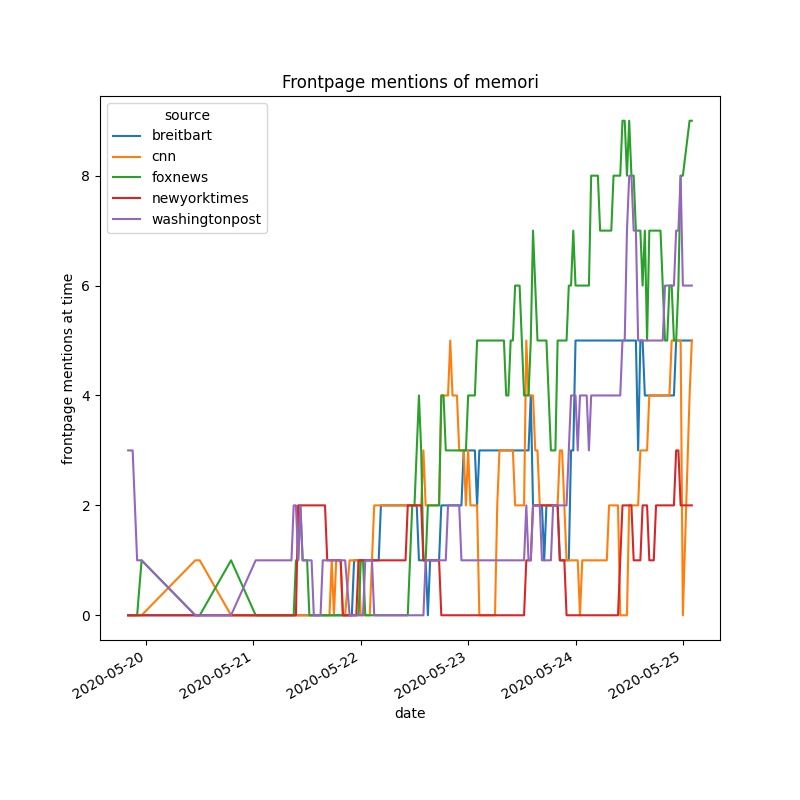 Frontpage mentions of memori
source
breitbart
cnn
foxnews
newyorktimes
washingtonpost
frontpage mentions at time
8
6
4
2
0
2020-05-20
2020-05-21
2020-05-22
2020-05-23
2020-05-24
2020-05-25
date